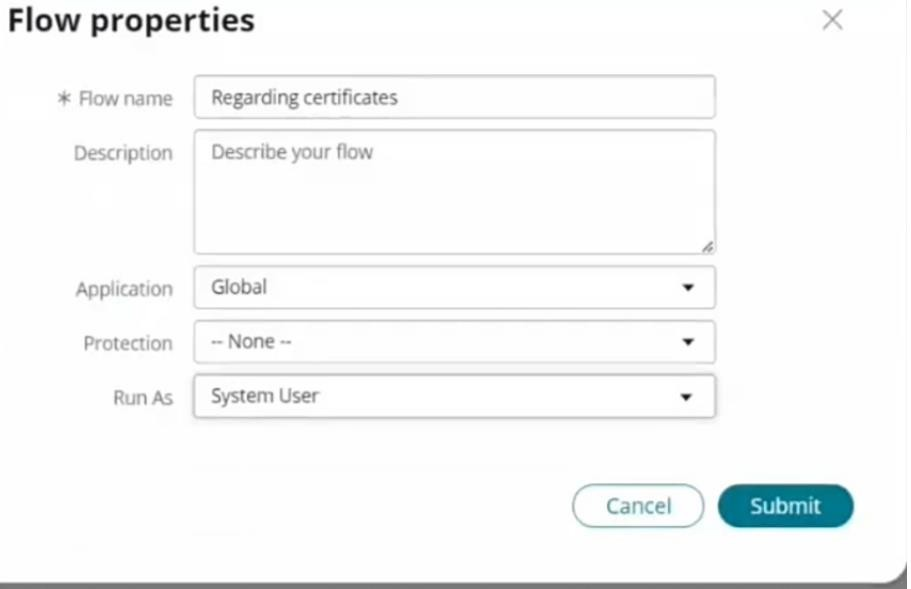 Flow properties
* Flow name Regarding certificates
Description Describe your flow
Application Global
Protection -- None --
Run As System User
Cancel Submit